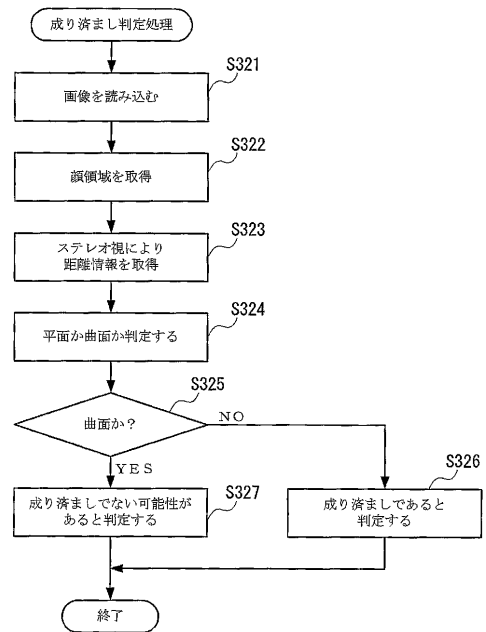 成り済まし判定処理
S321
画像を読み込む
S322
顔領域を取得
S323
ステレオ視により
距離情報を取得
S324
平面か曲面か判定する
S325
曲面か?
NO
YES
S327
成り済ましでない可能性が
あると判定する
S326
成り済ましであると
判定する
終了